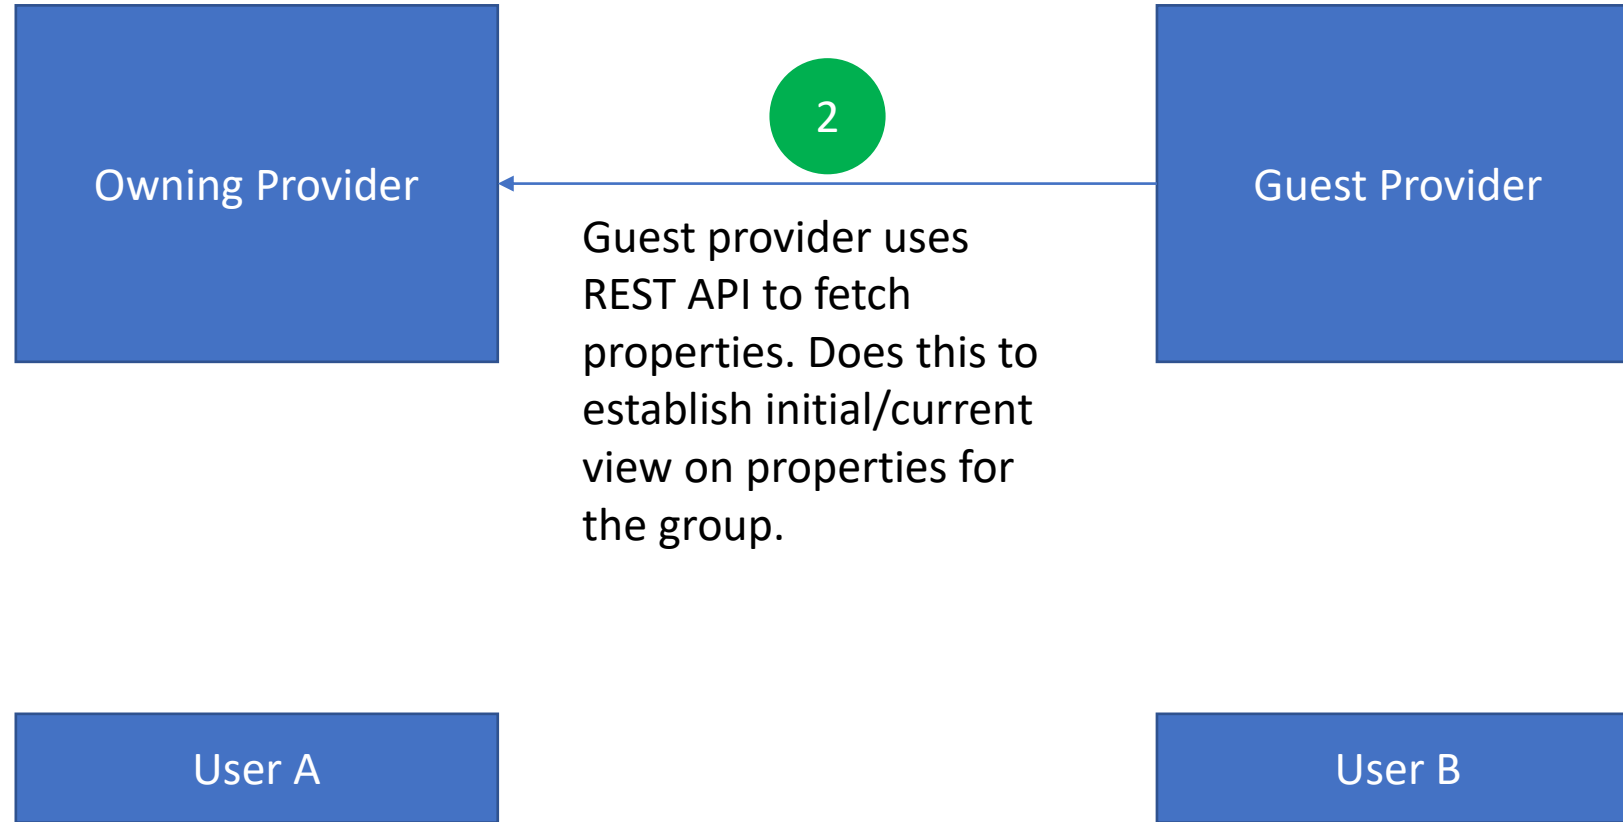 2
Owning Provider
Guest Provider
Guest provider uses
REST API to fetch
properties. Does this to
establish initial/current
view on properties for
the group.
User A
User B